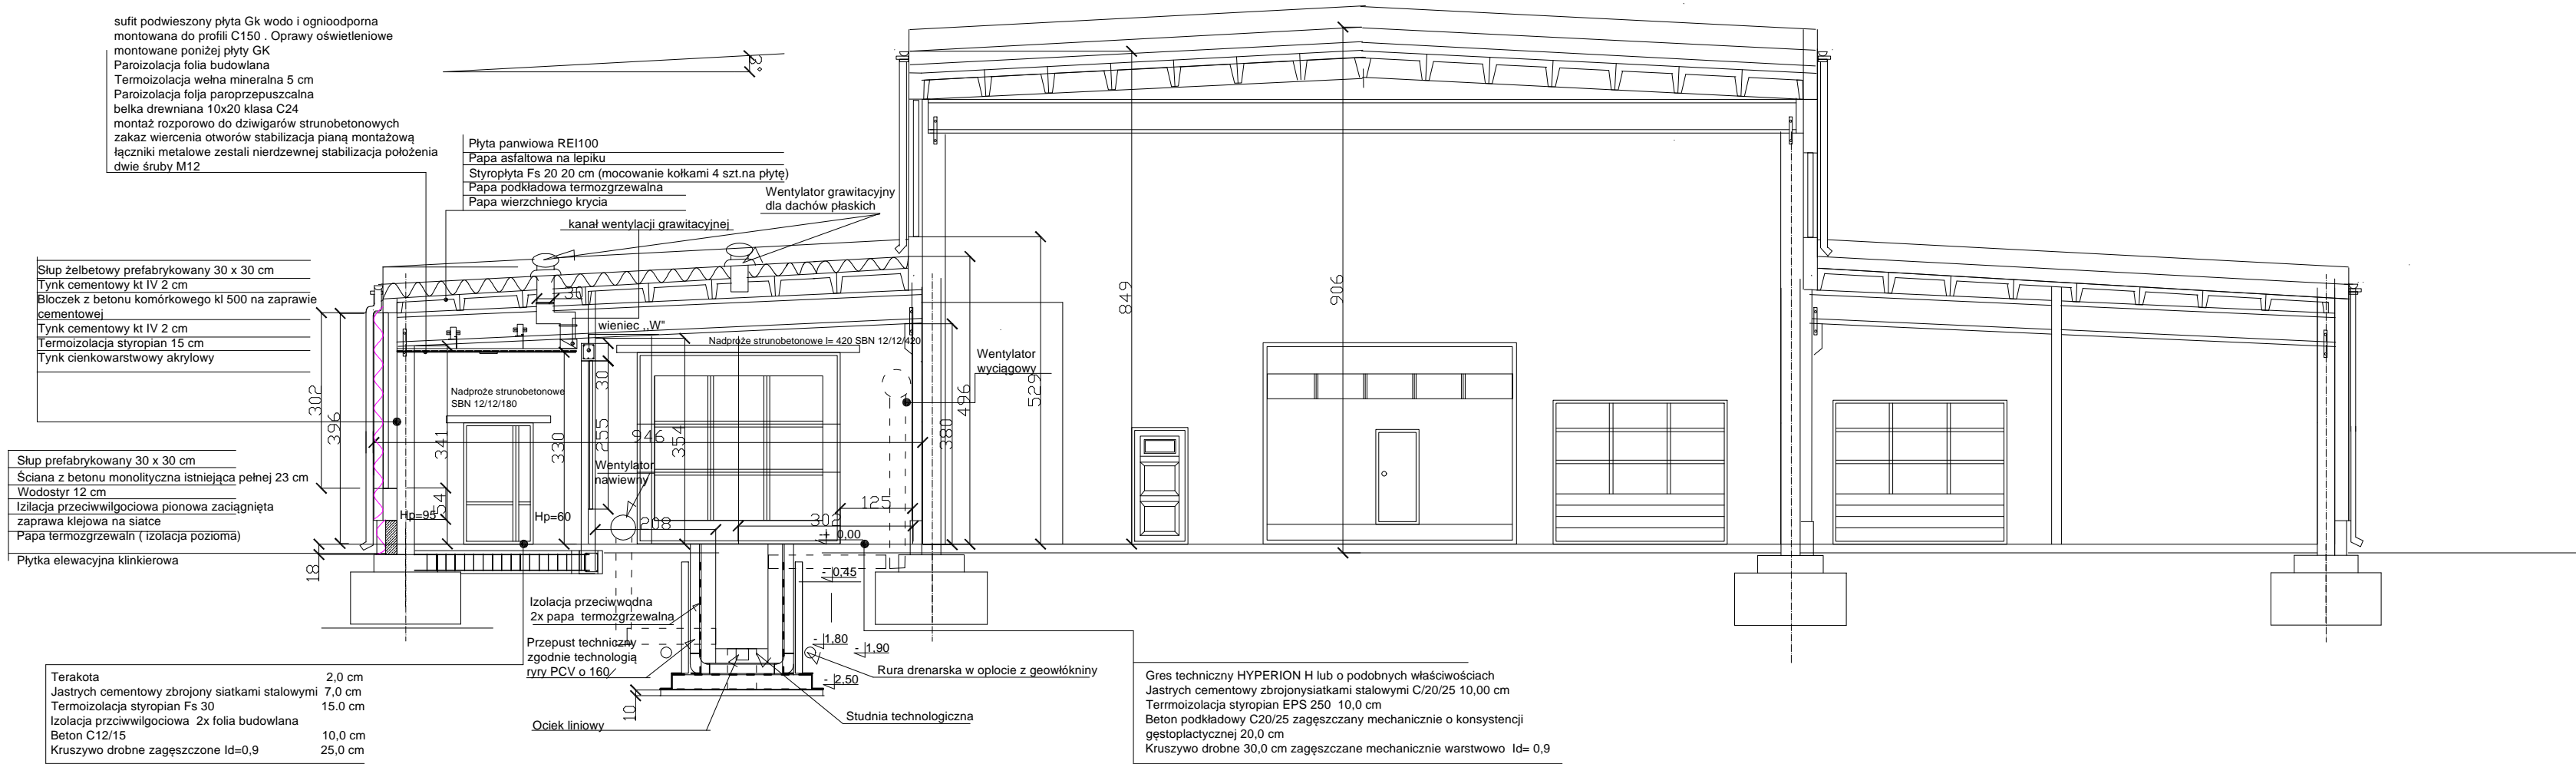 sufit podwieszony płyta Gk wodo i ognioodporna
montowana do profili C150 . Oprawy oświetleniowe
montowane poniżej płyty GK
Paroizolacja folia budowlana
Termoizolacja wełna mineralna 5 cm
Paroizolacja folja paroprzepuszcalna
belka drewniana 10x20 klasa C24
montaż rozporowo do dziwigarów strunobetonowych
zakaz wiercenia otworów stabilizacja pianą montażową
łączniki metalowe zestali nierdzewnej stabilizacja położenia
dwie śruby M12
3°
Płyta panwiowa REI100
Papa asfaltowa na lepiku
Styropłyta Fs 20 20 cm (mocowanie kołkami 4 szt.na płytę)
Papa podkładowa termozgrzewalna
Papa wierzchniego krycia
Wentylator grawitacyjny
dla dachów płaskich
kanał wentylacji grawitacyjnej
Słup żelbetowy prefabrykowany 30 x 30 cm
Tynk cementowy kt IV 2 cm
Bloczek z betonu komórkowego kl 500 na zaprawie
cementowej
Tynk cementowy kt IV 2 cm
Termoizolacja styropian 15 cm
Tynk cienkowarstwowy akrylowy
30
wieniec ,,W"
Nadproże strunobetonowe l= 420 SBN 12/12/420
Wentylator
wyciągowy
849
906
529
496
380
302
396
341
330
30
255
354
946
Nadproże strunobetonowe
SBN 12/12/180
Wentylator
nawiewny
125
302
208
54
Hp=95
Hp=60
18
Słup prefabrykowany 30 x 30 cm
Ściana z betonu monolityczna istniejąca pełnej 23 cm
Wodostyr 12 cm
Izilacja przeciwwilgociowa pionowa zaciągnięta
zaprawa klejowa na siatce
Papa termozgrzewaln ( izolacja pozioma)
Płytka elewacyjna klinkierowa
0,00
- 0,45
- 1,80
- 1,90
- 2,50
10
Izolacja przeciwwodna
2x papa termozgrzewalna
Przepust techniczny
zgodnie technologią
ryry PCV o 160
Ociek liniowy
Rura drenarska w oplocie z geowłókniny
Studnia technologiczna
Terakota 2,0 cm
Jastrych cementowy zbrojony siatkami stalowymi 7,0 cm
Termoizolacja styropian Fs 30 15.0 cm
Izolacja przciwwilgociowa 2x folia budowlana
Beton C12/15 10,0 cm
Kruszywo drobne zagęszczone Id=0,9 25,0 cm
Gres techniczny HYPERION H lub o podobnych właściwościach
Jastrych cementowy zbrojonysiatkami stalowymi C/20/25 10,00 cm
Terrmoizolacja styropian EPS 250 10,0 cm
Beton podkładowy C20/25 zagęszczany mechanicznie o konsystencji
gęstoplactycznej 20,0 cm
Kruszywo drobne 30,0 cm zagęszczane mechanicznie warstwowo Id= 0,9